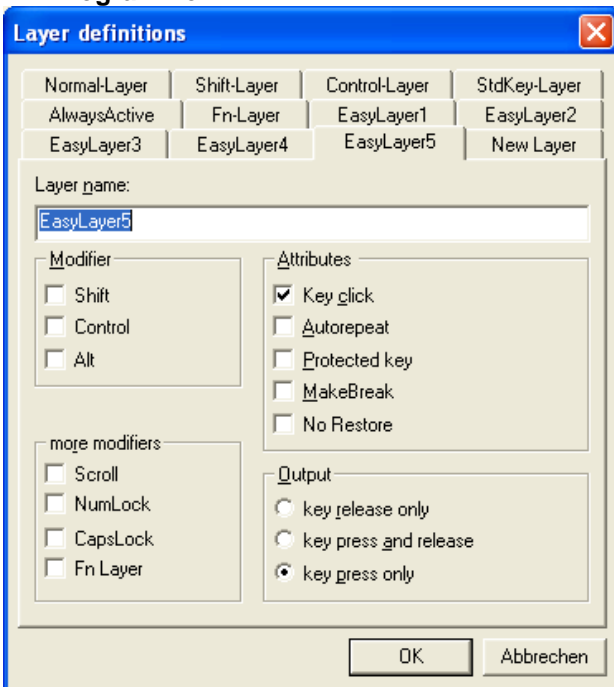 Layer definitions
Normal-Layer Shift-Layer Control-Layer StdKey-Layer
AlwaysActive Fn-Layer EasyLayer1 EasyLayer2
EasyLayer3 EasyLayer4 EasyLayer5 New Layer
Layer name:
EasyLayer5
Modifier
Shift
Control
Alt
more modifiers
Scroll
NumLock
CapsLock
Fn Layer
Attributes
Key click
Autorepeat
Protected key
MakeBreak
No Restore
Output
key release only
key press and release
key press only
OK Abbrechen